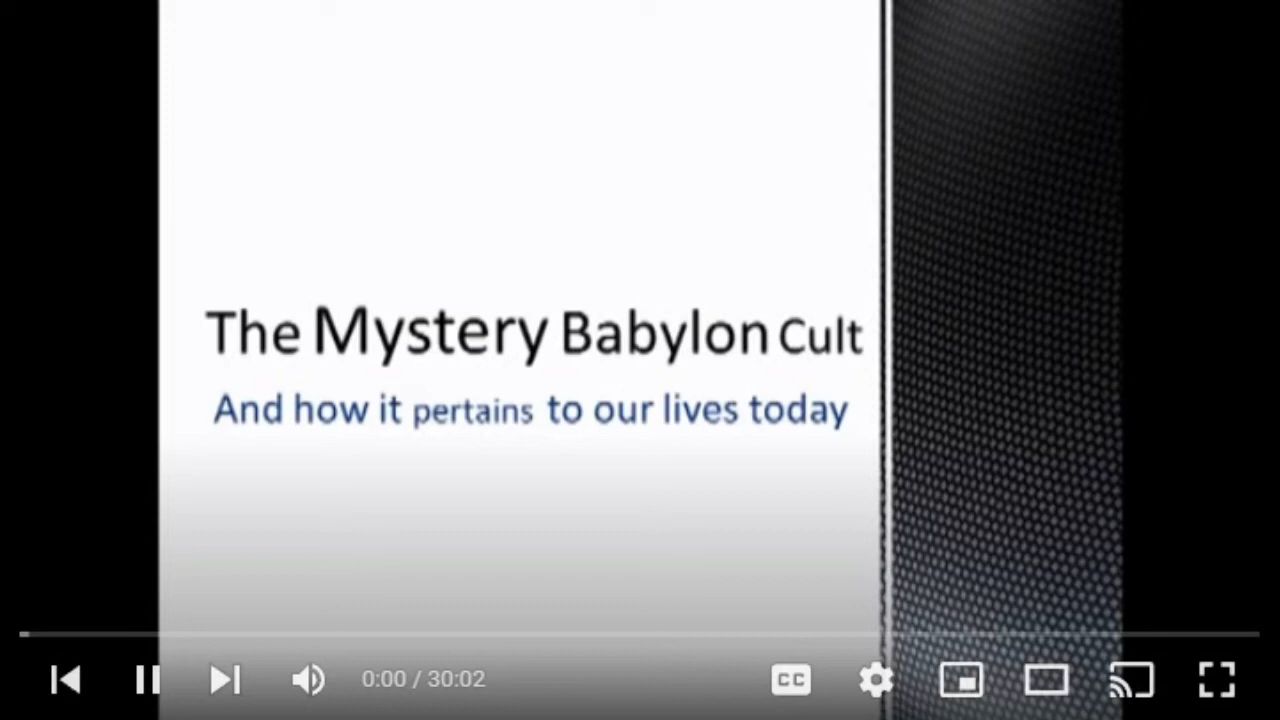 The Mystery Babylon Cult
And how it pertains to our lives today
0:00 / 30:02
CC